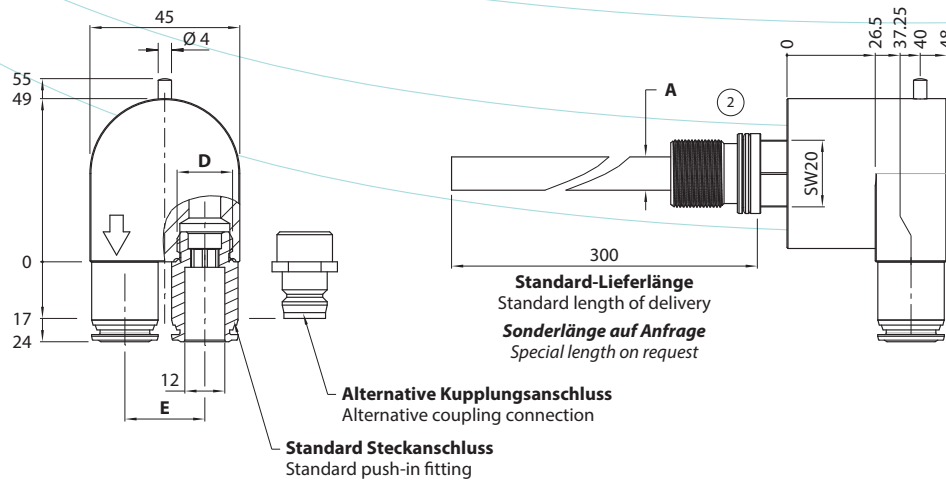 45
Ø 4
55
49
D
0
17
24
12
E
A
2
300
Standard-Lieferlänge
Standard length of delivery
Sonderlänge auf Anfrage
Special length on request
Alternative Kupplungsanschluss
Alternative coupling connection
Standard Steckanschluss
Standard push-in fitting
0
26.5
37.25
40
48
SW20